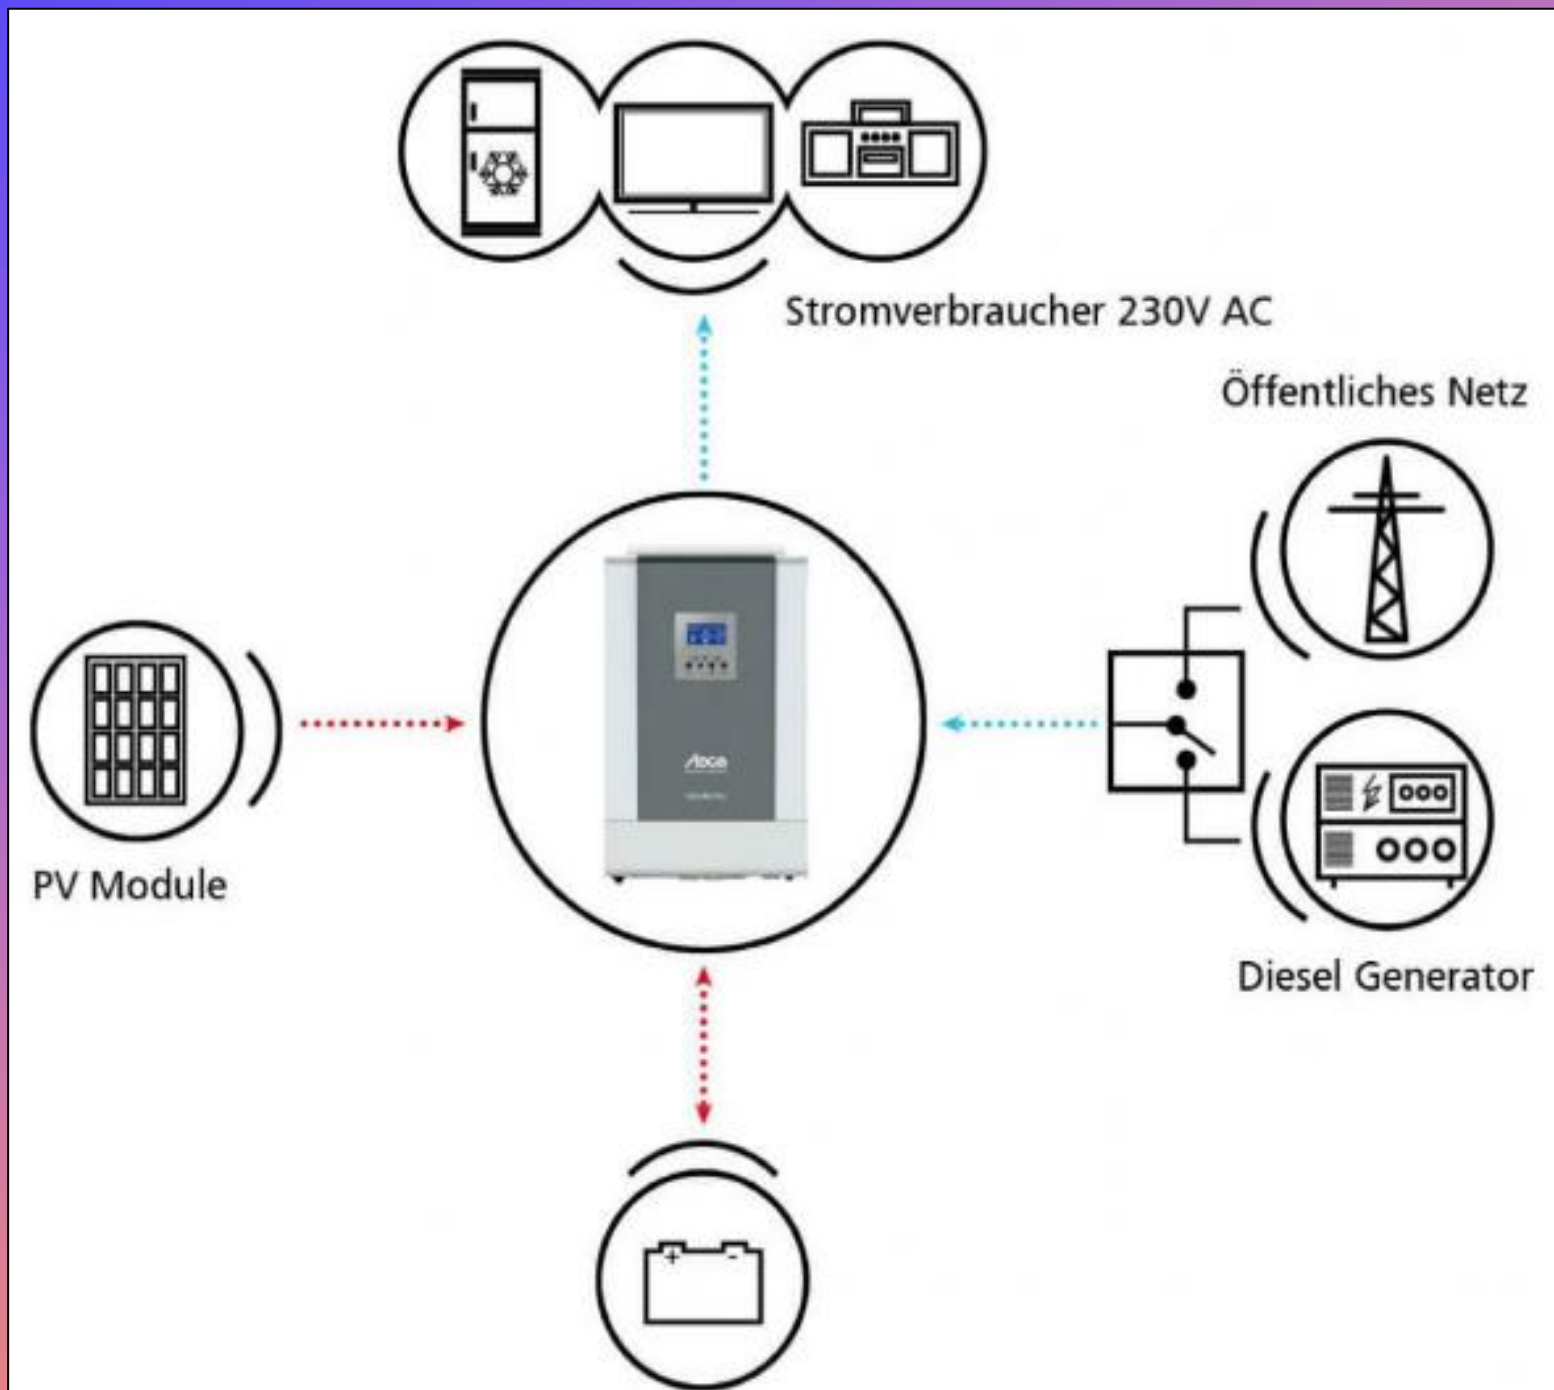 Stromverbraucher 230V AC
Öffentliches Netz
PV Module
Diesel Generator